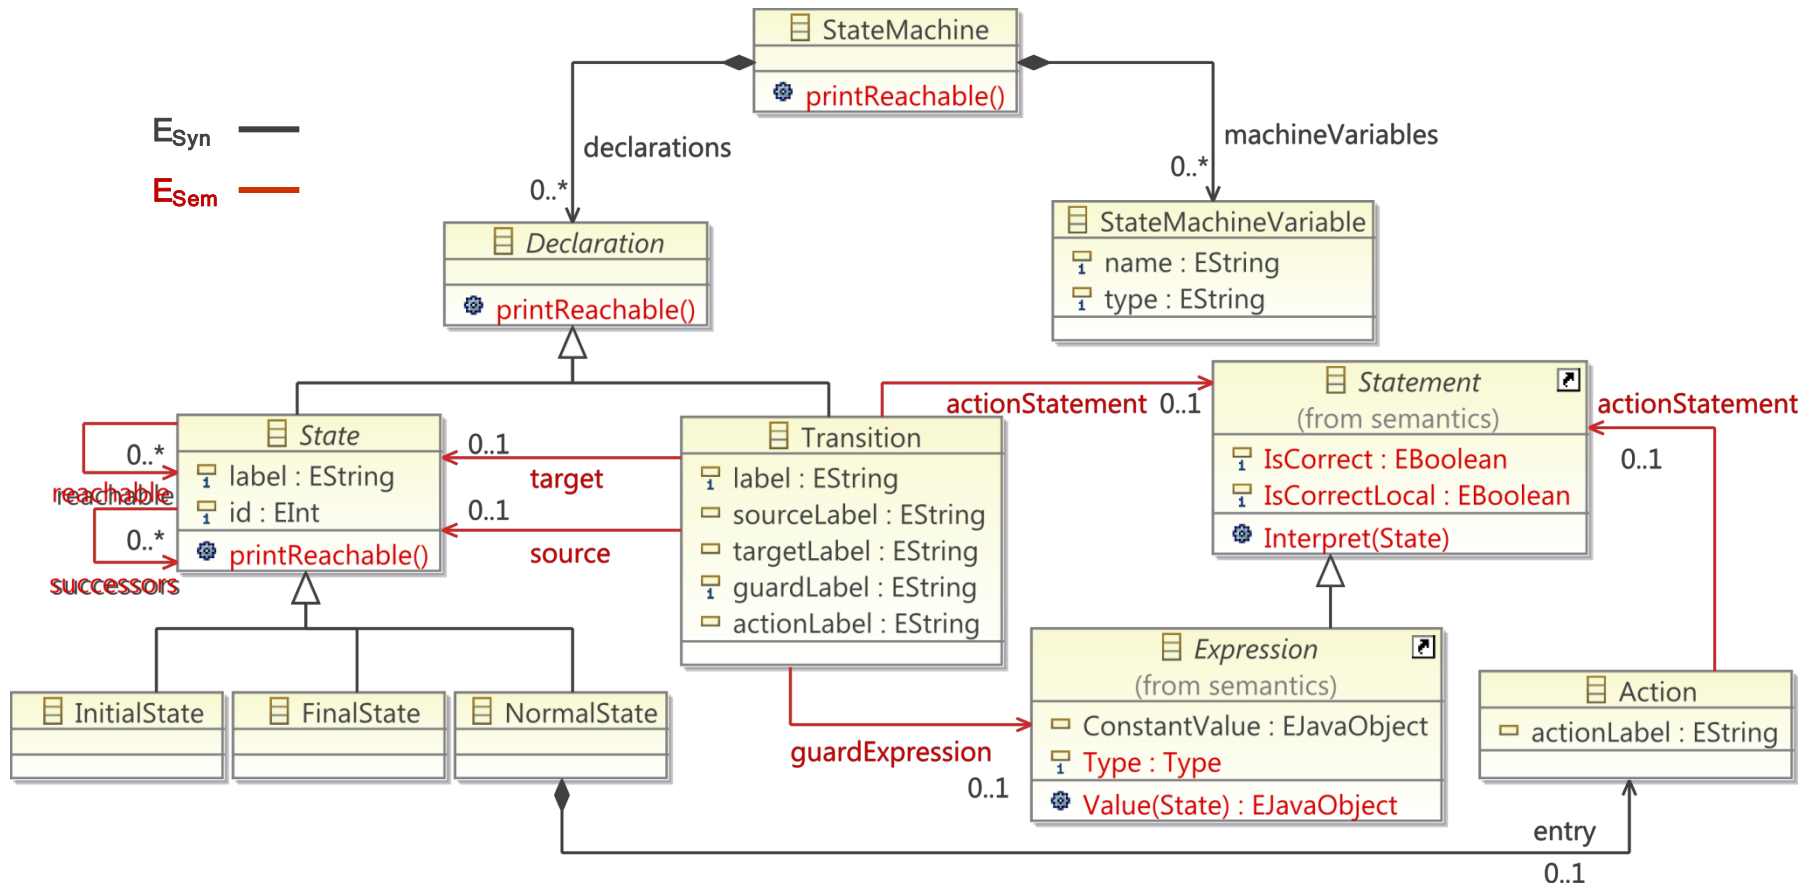 StateMachine
printReachable()
E_Syn
E_Sem
declarations
0..*
machineVariables
0..*
Declaration
printReachable()
StateMachineVariable
name : EString
type : EString
State
label : EString
id : EInt
printReachable()
0..*
reachable
0..*
successors
0..1
target
0..1
source
Transition
label : EString
sourceLabel : EString
targetLabel : EString
guardLabel : EString
actionLabel : EString
actionStatement 0..1
Statement
(from semantics)
IsCorrect : EBoolean
IsCorrectLocal : EBoolean
Interpret(State)
actionStatement
0..1
InitialState
FinalState
NormalState
guardExpression
0..1
Expression
(from semantics)
ConstantValue : EJavaObject
Type : Type
Value(State) : EJavaObject
Action
actionLabel : EString
entry
0..1